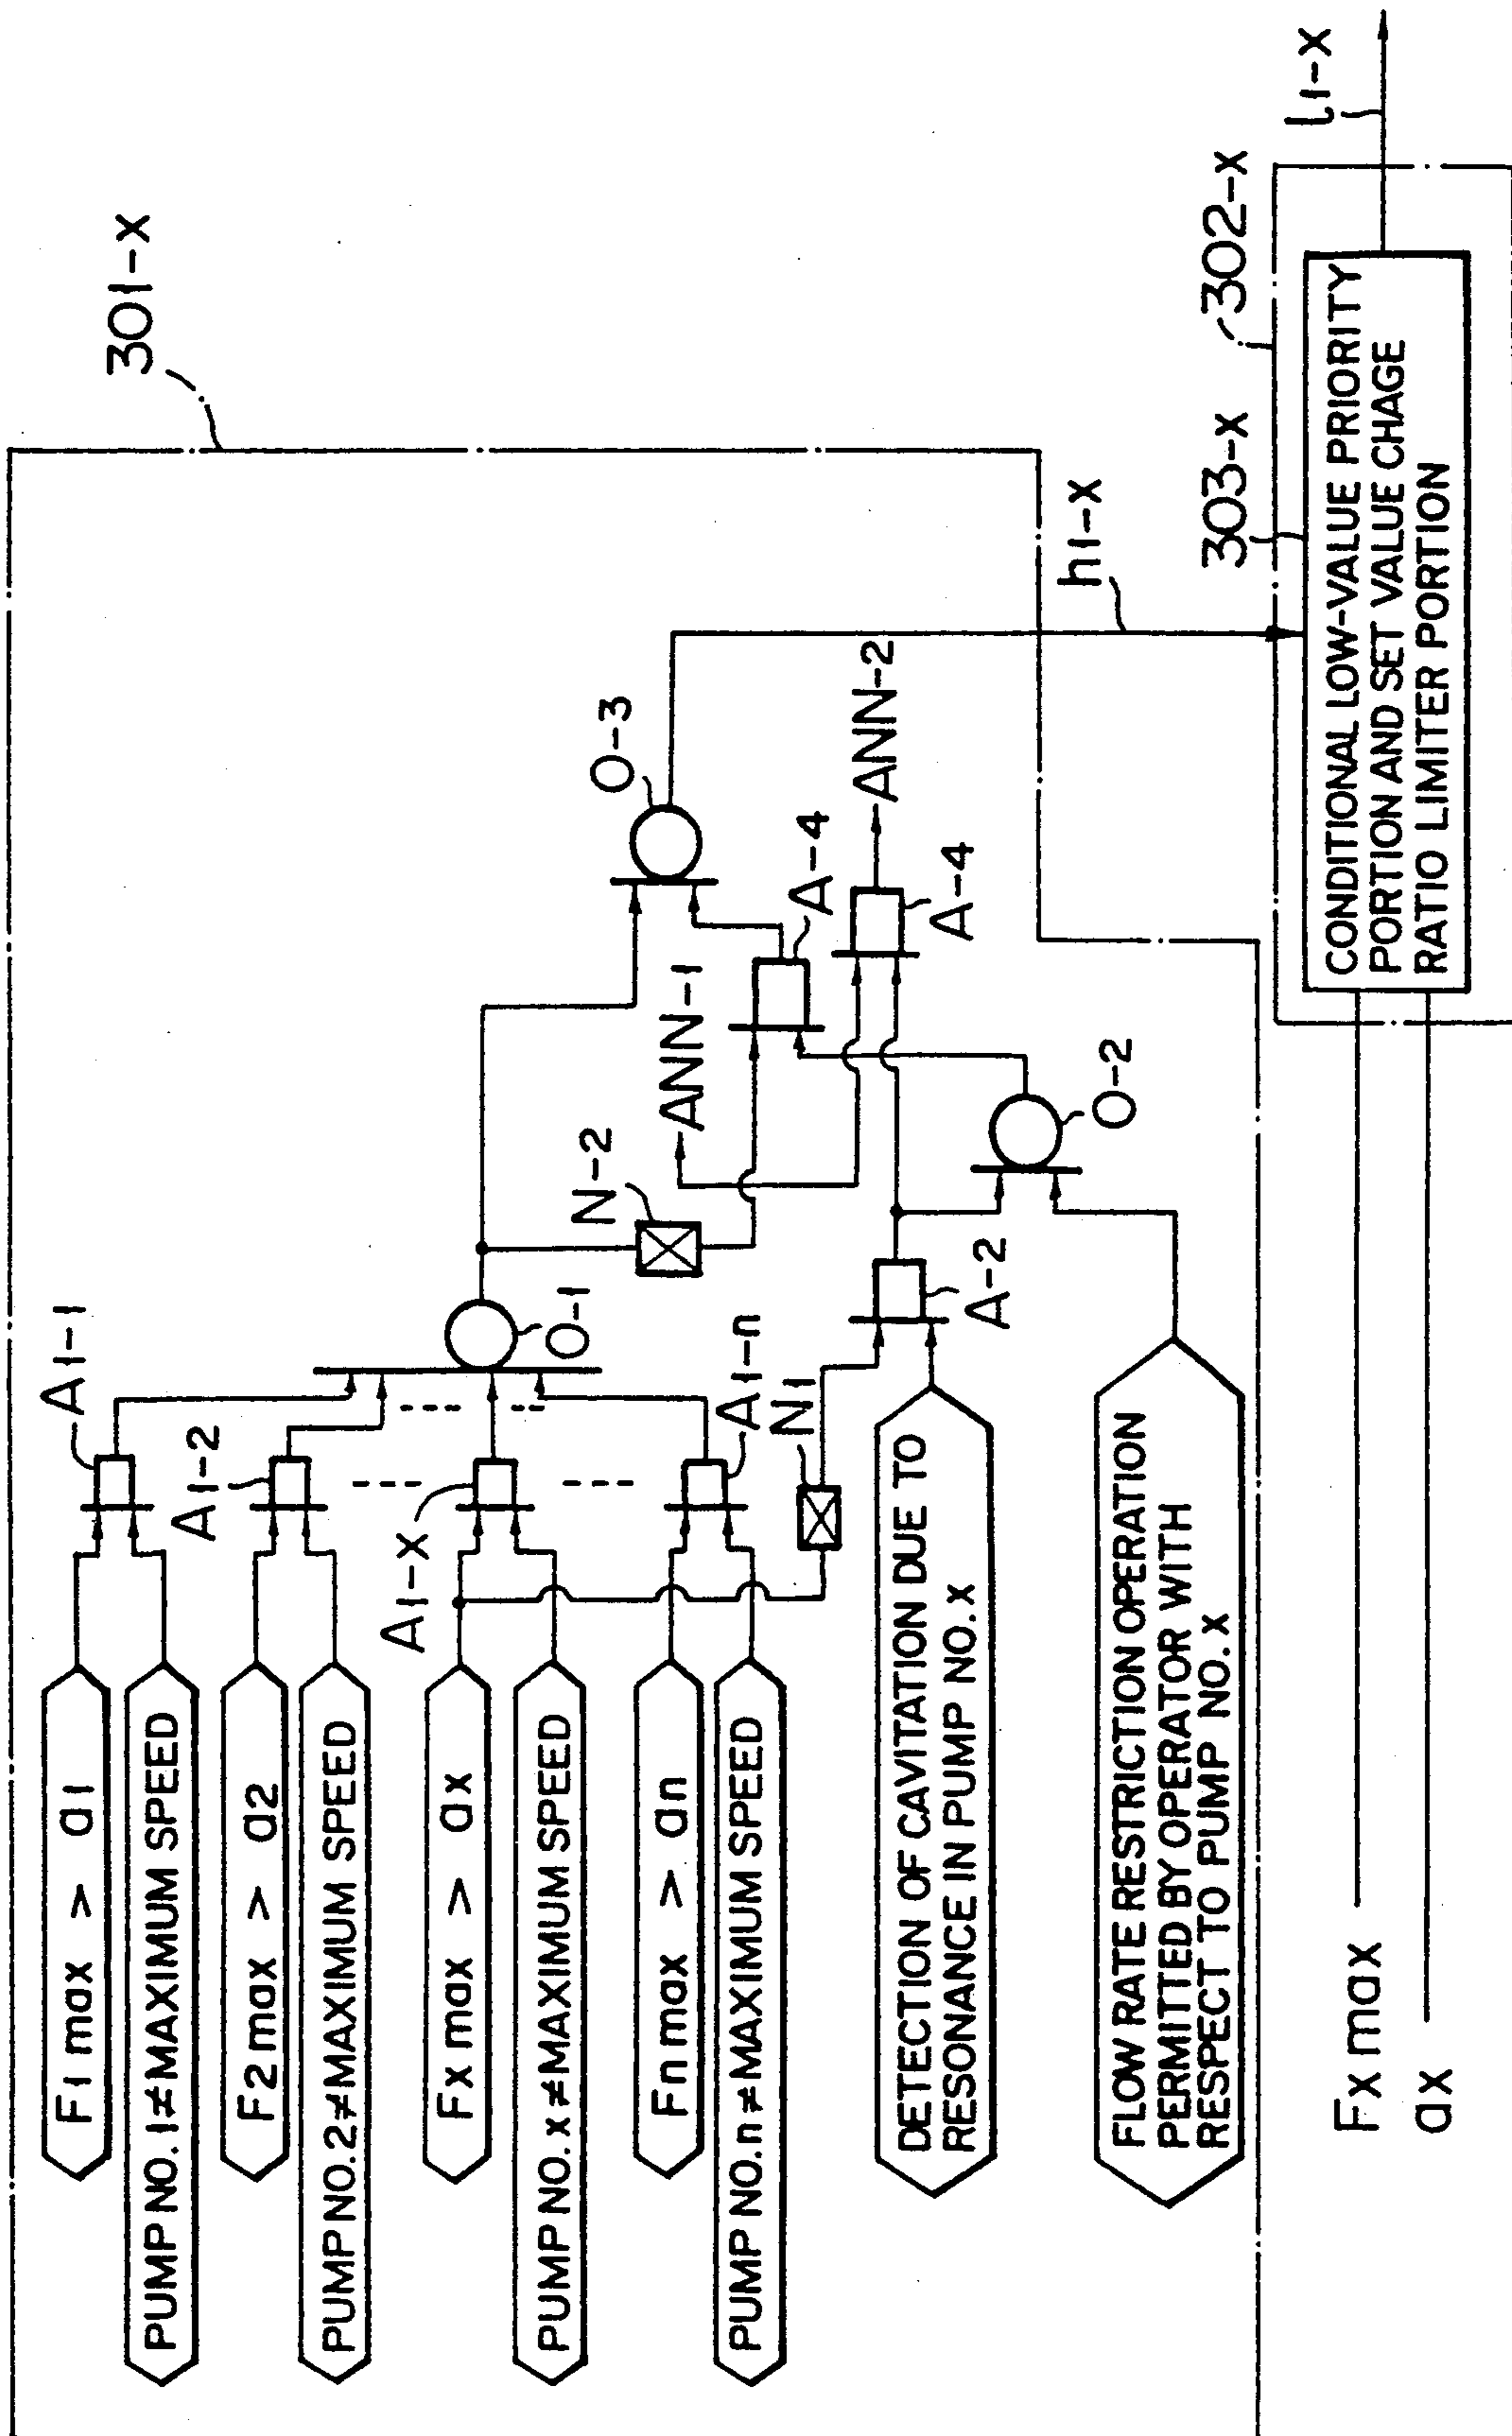 301-x
F1 max > a1
PUMP NO.1≠MAXIMUM SPEED
A1-1
F2 max > a2
PUMP NO.2≠MAXIMUM SPEED
A1-2
Fx max > ax
PUMP NO.x≠MAXIMUM SPEED
A1-x
Fn max > an
PUMP NO.n≠MAXIMUM SPEED
A1-n
N1
O-1
N-2
ANN-1
O-3
A-4
ANN-2
A-4
DETECTION OF CAVITATION DUE TO
RESONANCE IN PUMP NO.x
A-2
O-2
FLOW RATE RESTRICTION OPERATION
PERMITTED BY OPERATOR WITH
RESPECT TO PUMP NO.x
h1-x
302-x
303-x
CONDITIONAL LOW-VALUE PRIORITY
PORTION AND SET VALUE CHAGE
RATIO LIMITER PORTION
l1-x
Fx max
ax